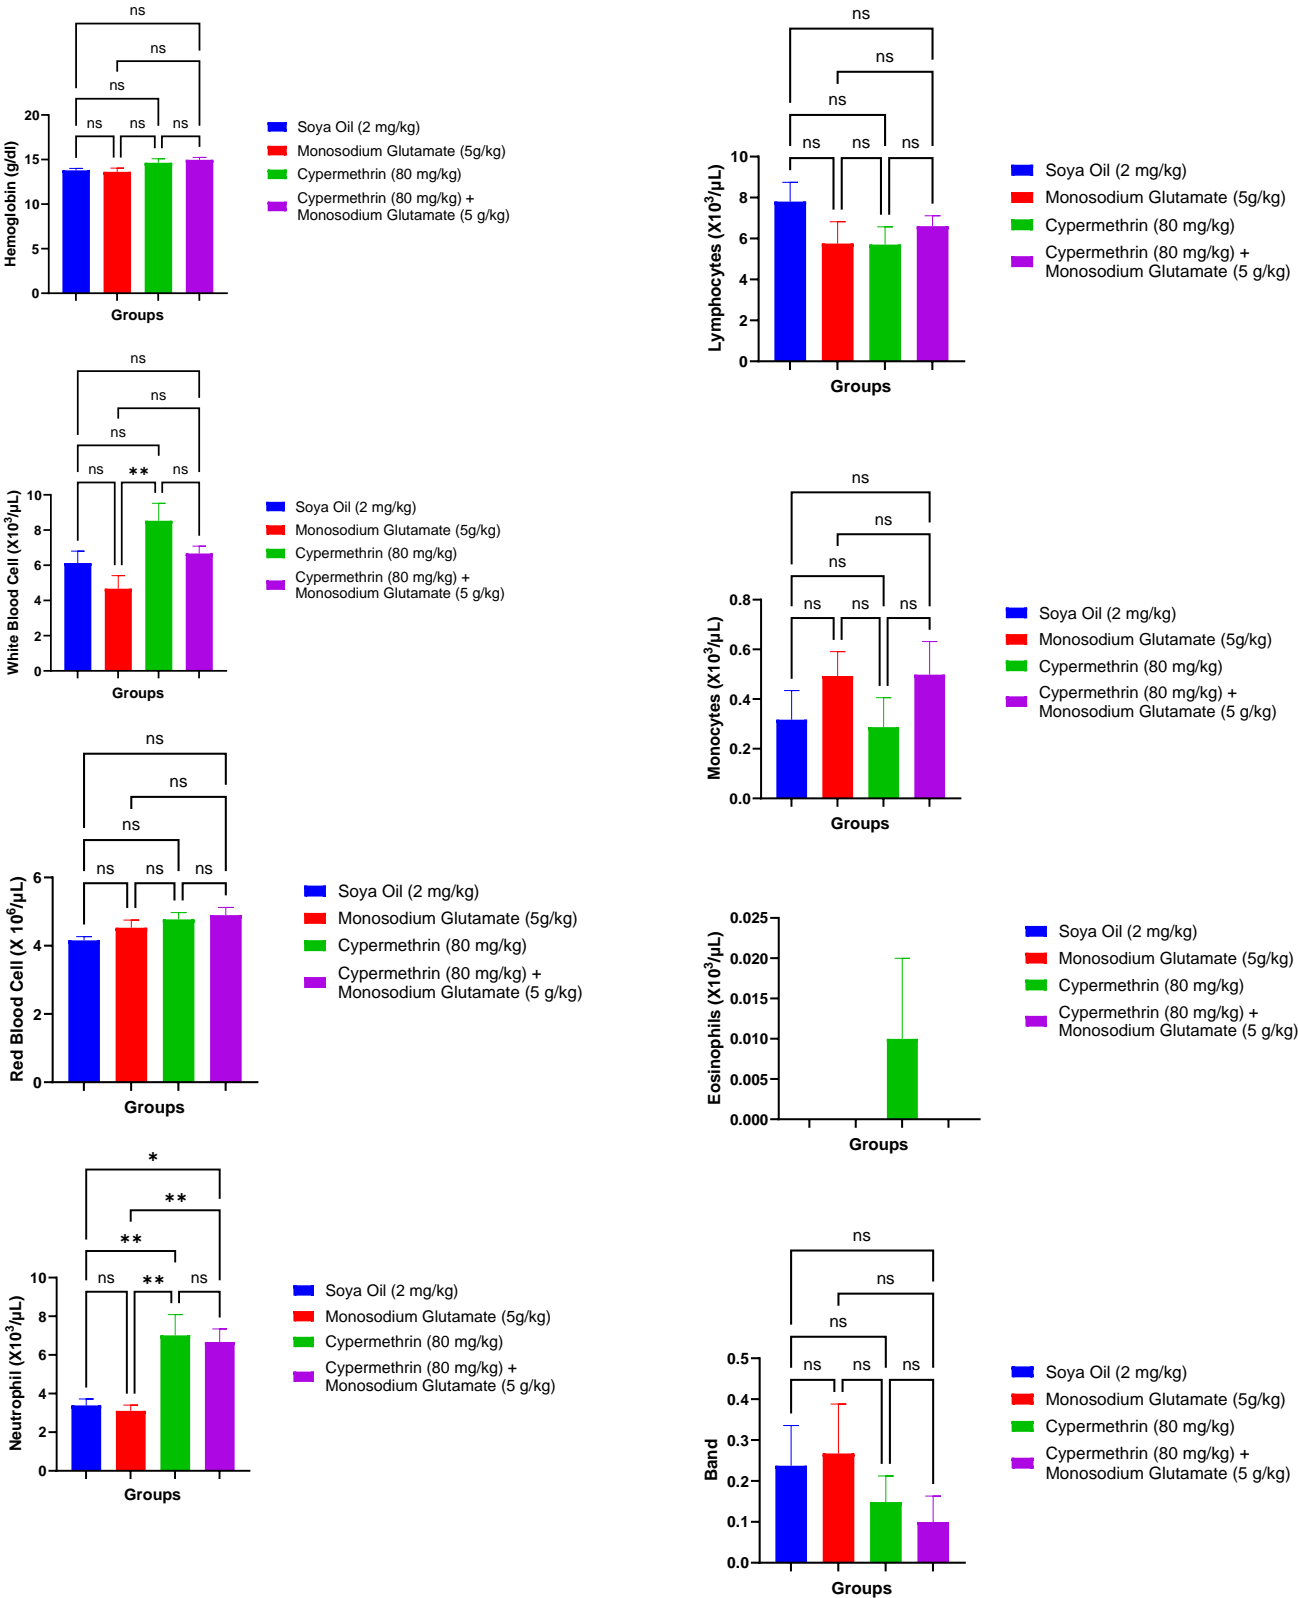 ns
ns
ns
ns
ns
ns
20
15
10
5
0
Hemoglobin (g/dl)
Groups
Soya Oil (2 mg/kg)
Monosodium Glutamate (5g/kg)
Cypermethrin (80 mg/kg)
Cypermethrin (80 mg/kg) +
Monosodium Glutamate (5 g/kg)
ns
ns
ns
ns
**
ns
10
8
6
4
2
0
White Blood Cell (X10³/µL)
Groups
Soya Oil (2 mg/kg)
Monosodium Glutamate (5g/kg)
Cypermethrin (80 mg/kg)
Cypermethrin (80 mg/kg) +
Monosodium Glutamate (5 g/kg)
ns
ns
ns
ns
ns
ns
6
4
2
0
Red Blood Cell (X 10⁶/µL)
Groups
Soya Oil (2 mg/kg)
Monosodium Glutamate (5g/kg)
Cypermethrin (80 mg/kg)
Cypermethrin (80 mg/kg) +
Monosodium Glutamate (5 g/kg)
*
**
**
ns
**
ns
10
8
6
4
2
0
Neutrophil (X10³/µL)
Groups
Soya Oil (2 mg/kg)
Monosodium Glutamate (5g/kg)
Cypermethrin (80 mg/kg)
Cypermethrin (80 mg/kg) +
Monosodium Glutamate (5 g/kg)
ns
ns
ns
ns
ns
ns
10
8
6
4
2
0
Lymphocytes (X10³/µL)
Groups
Soya Oil (2 mg/kg)
Monosodium Glutamate (5g/kg)
Cypermethrin (80 mg/kg)
Cypermethrin (80 mg/kg) +
Monosodium Glutamate (5 g/kg)
ns
ns
ns
ns
ns
ns
0.8
0.6
0.4
0.2
0.0
Monocytes (X10³/µL)
Groups
Soya Oil (2 mg/kg)
Monosodium Glutamate (5g/kg)
Cypermethrin (80 mg/kg)
Cypermethrin (80 mg/kg) +
Monosodium Glutamate (5 g/kg)
0.025
0.020
0.015
0.010
0.005
0.000
Eosinophils (X10³/µL)
Groups
Soya Oil (2 mg/kg)
Monosodium Glutamate (5g/kg)
Cypermethrin (80 mg/kg)
Cypermethrin (80 mg/kg) +
Monosodium Glutamate (5 g/kg)
ns
ns
ns
ns
ns
ns
0.5
0.4
0.3
0.2
0.1
0.0
Band
Groups
Soya Oil (2 mg/kg)
Monosodium Glutamate (5g/kg)
Cypermethrin (80 mg/kg)
Cypermethrin (80 mg/kg) +
Monosodium Glutamate (5 g/kg)